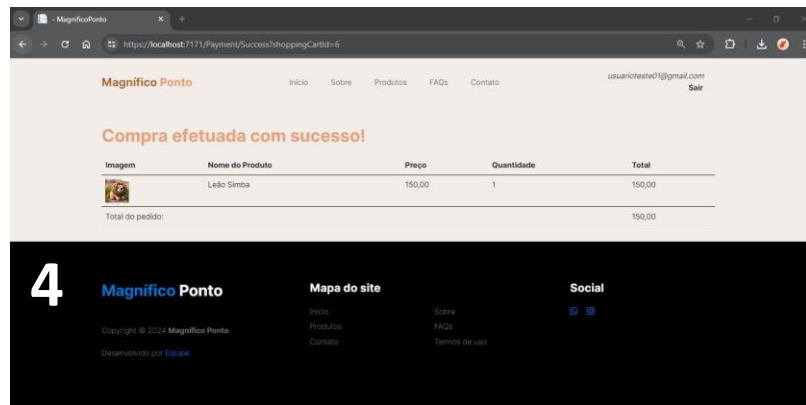 - MagníficoPonto
https://localhost:7171/Payment/Success?shoppingCartId=6
Magnífico Ponto
Início Sobre Produtos FAQs Contato
usuarioteste01@gmail.com
Sair
Compra efetuada com sucesso!
Imagem Nome do Produto Preço Quantidade Total
Leão Simba 150,00 1 150,00
Total do pedido: 150,00
4
Magnífico Ponto Mapa do site Social
Início Sobre
Copyright © 2024 Magnífico Ponto Produtos FAQs
Contato Termos de uso
Desenvolvido por Equipe